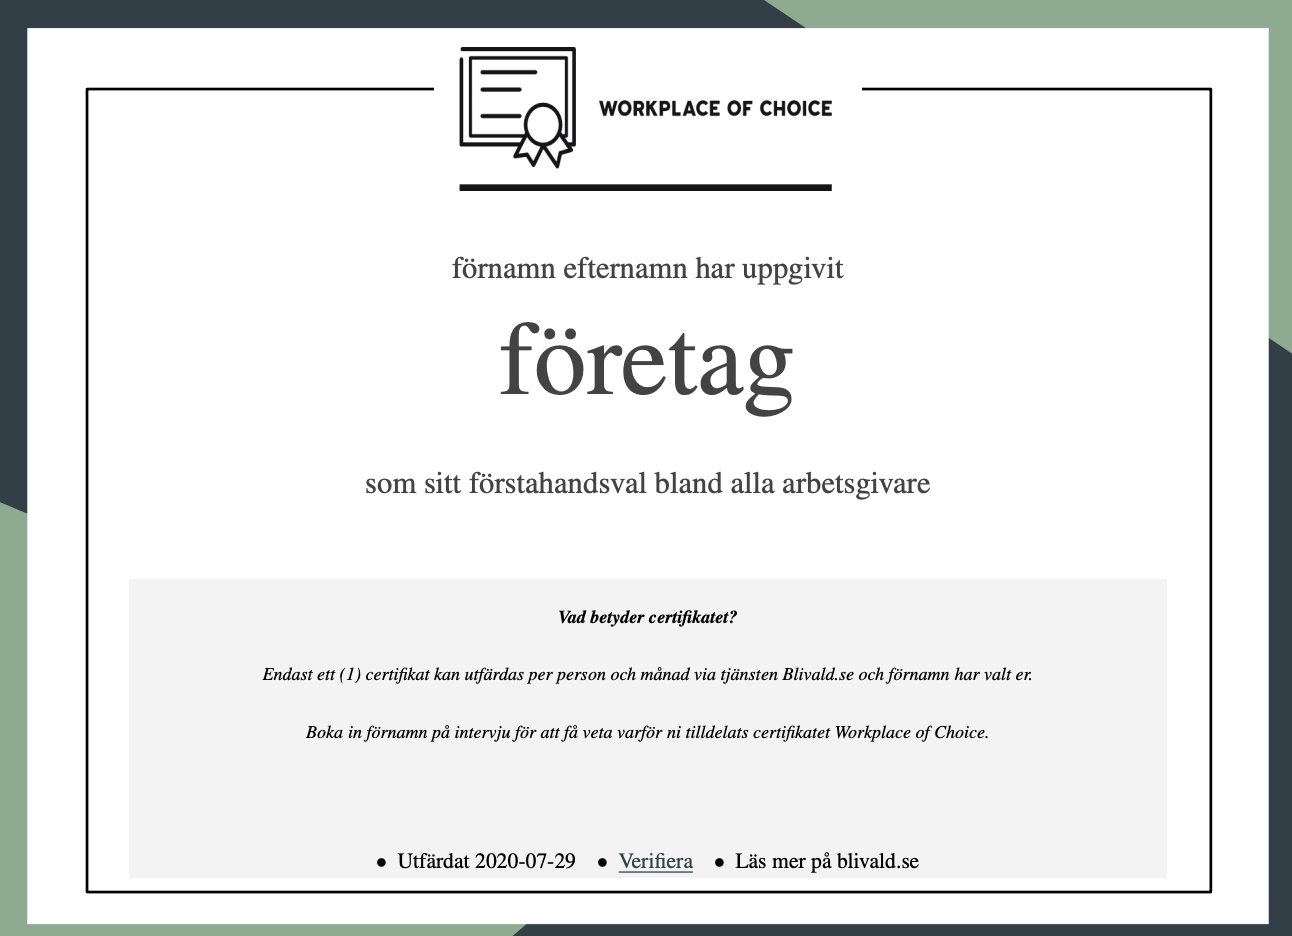 WORKPLACE OF CHOICE
förnamn efternamn har uppgivit
företag
som sitt förstahandsval bland alla arbetsgivare
Vad betyder certifikatet?
Endast ett (1) certifikat kan utfärdas per person och månad via tjänsten Blivald.se och förnamn har valt er.
Boka in förnamn på intervju för att få veta varför ni tilldelats certifikatet Workplace of Choice.
● Utfärdat 2020-07-29 ● Verifiera ● Läs mer på blivald.se